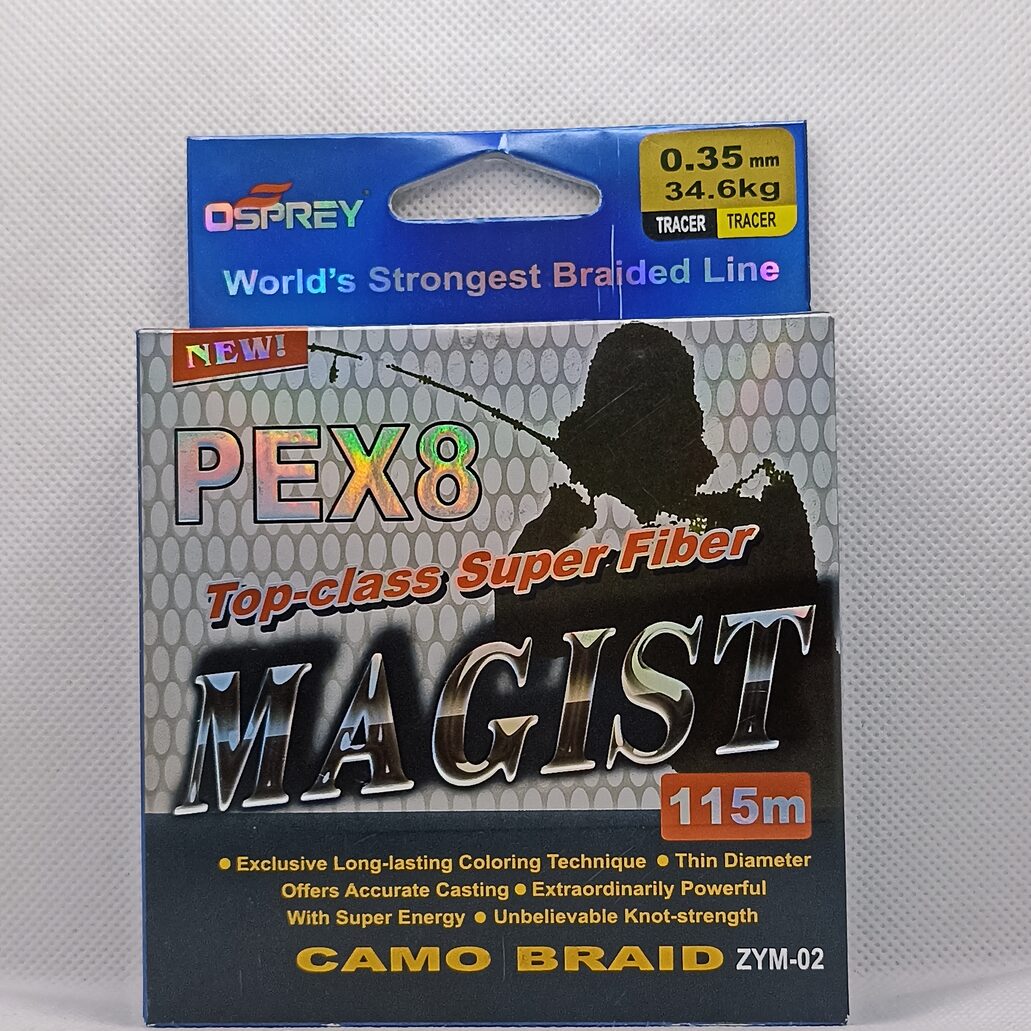 OSPREY
0.35 mm
34.6kg
TRACER TRACER
World's Strongest Braided Line
NEW!
PEX8
Top-class Super Fiber
MAGIST
115m
● Exclusive Long-lasting Coloring Technique ● Thin Diameter
Offers Accurate Casting ● Extraordinarily Powerful
With Super Energy ● Unbelievable Knot-strength
CAMO BRAID ZYM-02